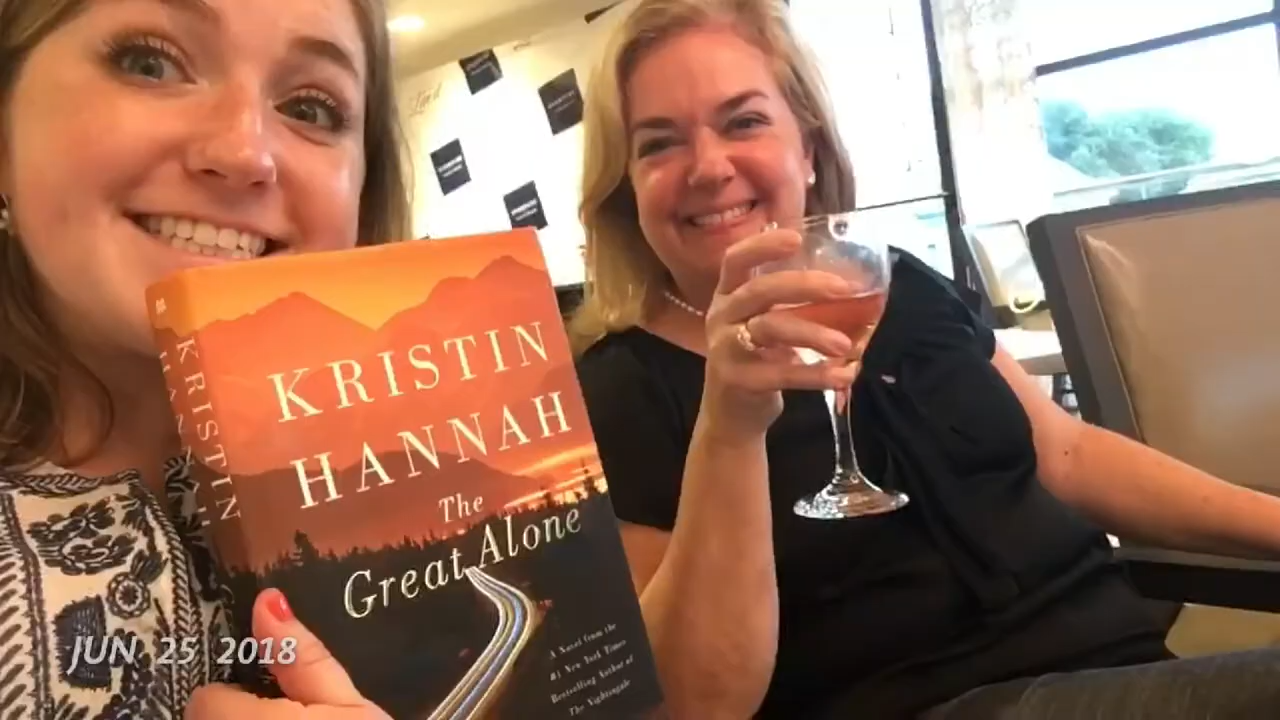 KRISTIN
HANNAH
The
Great Alone
A Novel from the
#1 New York Times
Bestselling Author of
The Nightingale
KRISTIN
HANNAH
JUN 25 2018